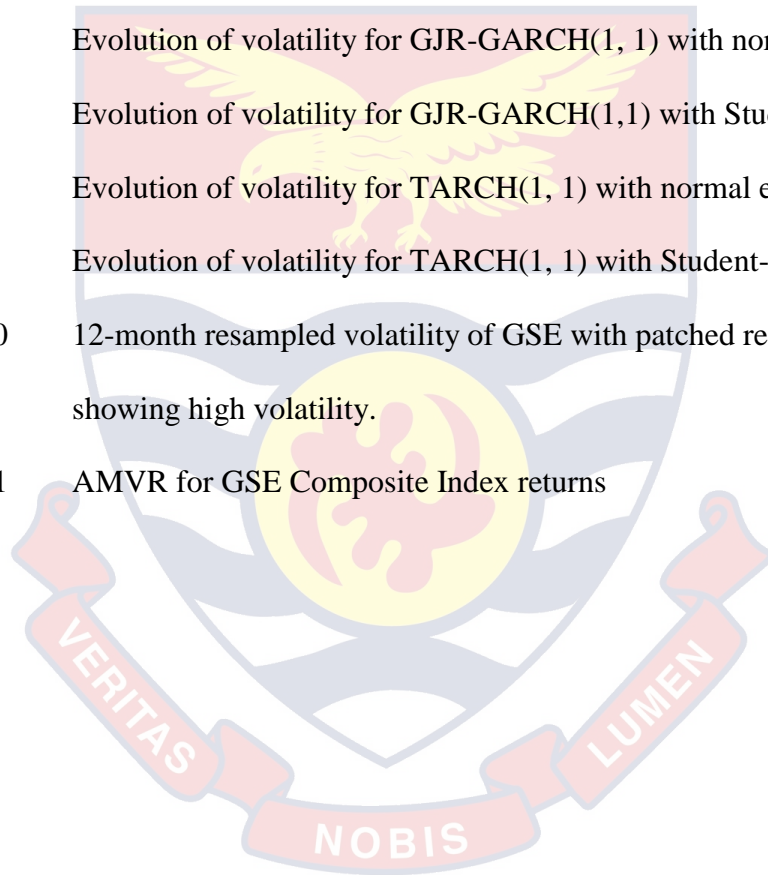 Evolution of volatility for GJR-GARCH(1, 1) with nor
Evolution of volatility for GJR-GARCH(1,1) with Stu
Evolution of volatility for TARCH(1, 1) with normal e
Evolution of volatility for TARCH(1, 1) with Student-
0 12-month resampled volatility of GSE with patched re
showing high volatility.
1 AMVR for GSE Composite Index returns
VERITAS
NOBIS
LUMEN